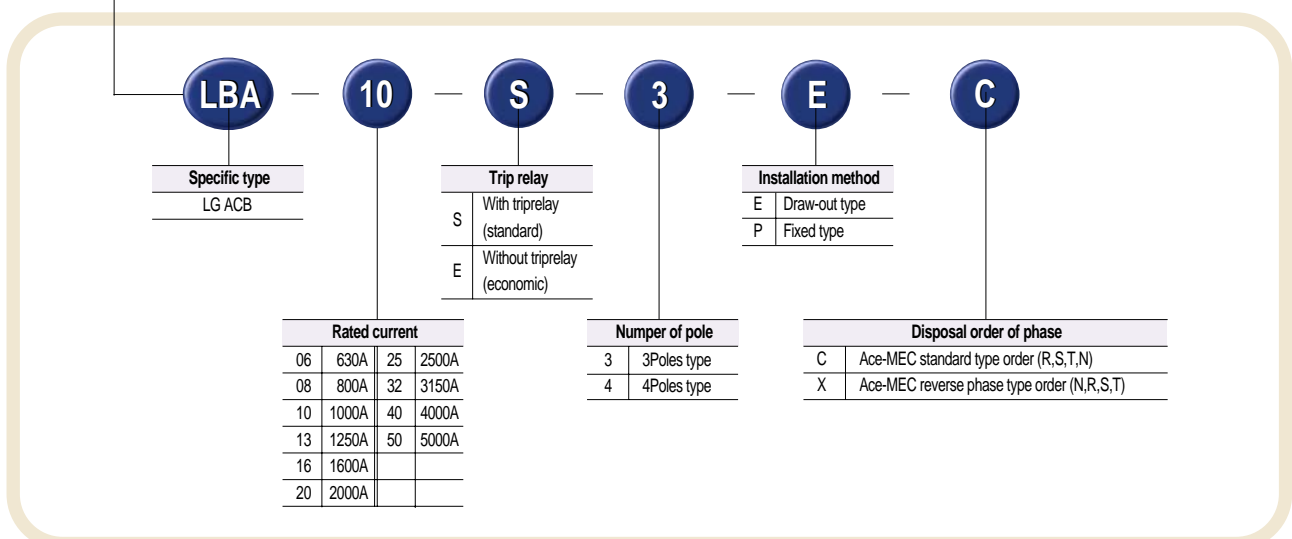 LBA — 10 — S — 3 — E — C
Specific type
LG ACB
Trip relay
S With triprelay
(standard)
E Without triprelay
(economic)
Installation method
E Draw-out type
P Fixed type
Rated current
06 630A 25 2500A
08 800A 32 3150A
10 1000A 40 4000A
13 1250A 50 5000A
16 1600A
20 2000A
Numper of pole
3 3Poles type
4 4Poles type
Disposal order of phase
C Ace-MEC standard type order (R,S,T,N)
X Ace-MEC reverse phase type order (N,R,S,T)